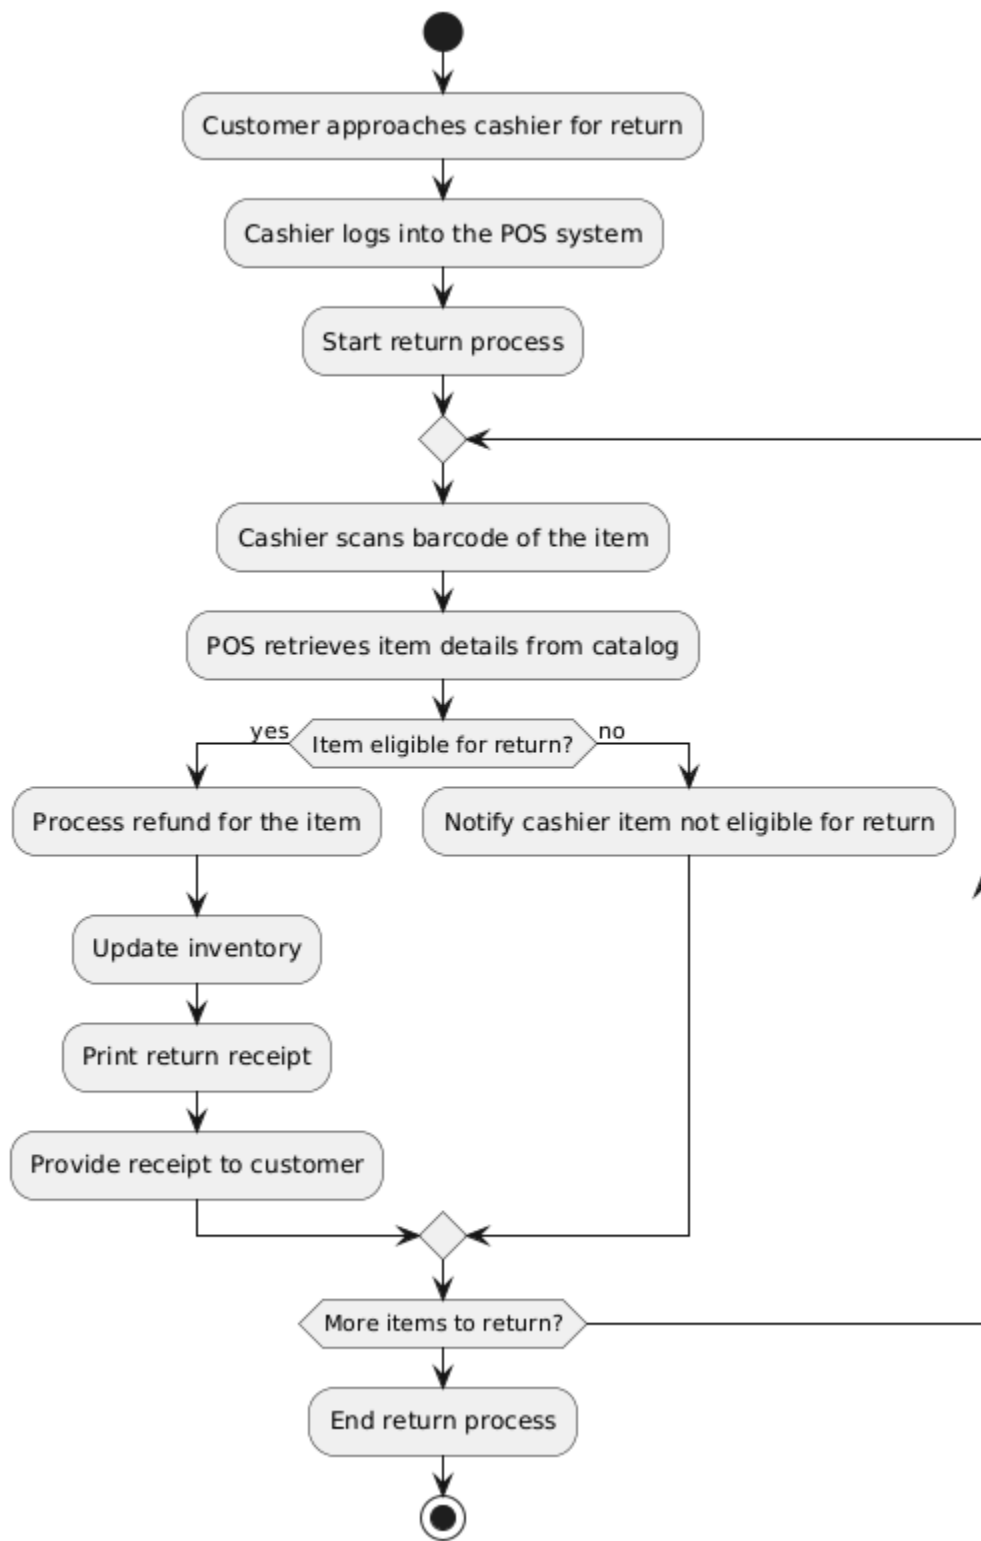 Customer approaches cashier for return
Cashier logs into the POS system
Start return process
Cashier scans barcode of the item
POS retrieves item details from catalog
yes
Item eligible for return?
no
Process refund for the item
Notify cashier item not eligible for return
Update inventory
Print return receipt
Provide receipt to customer
More items to return?
End return process